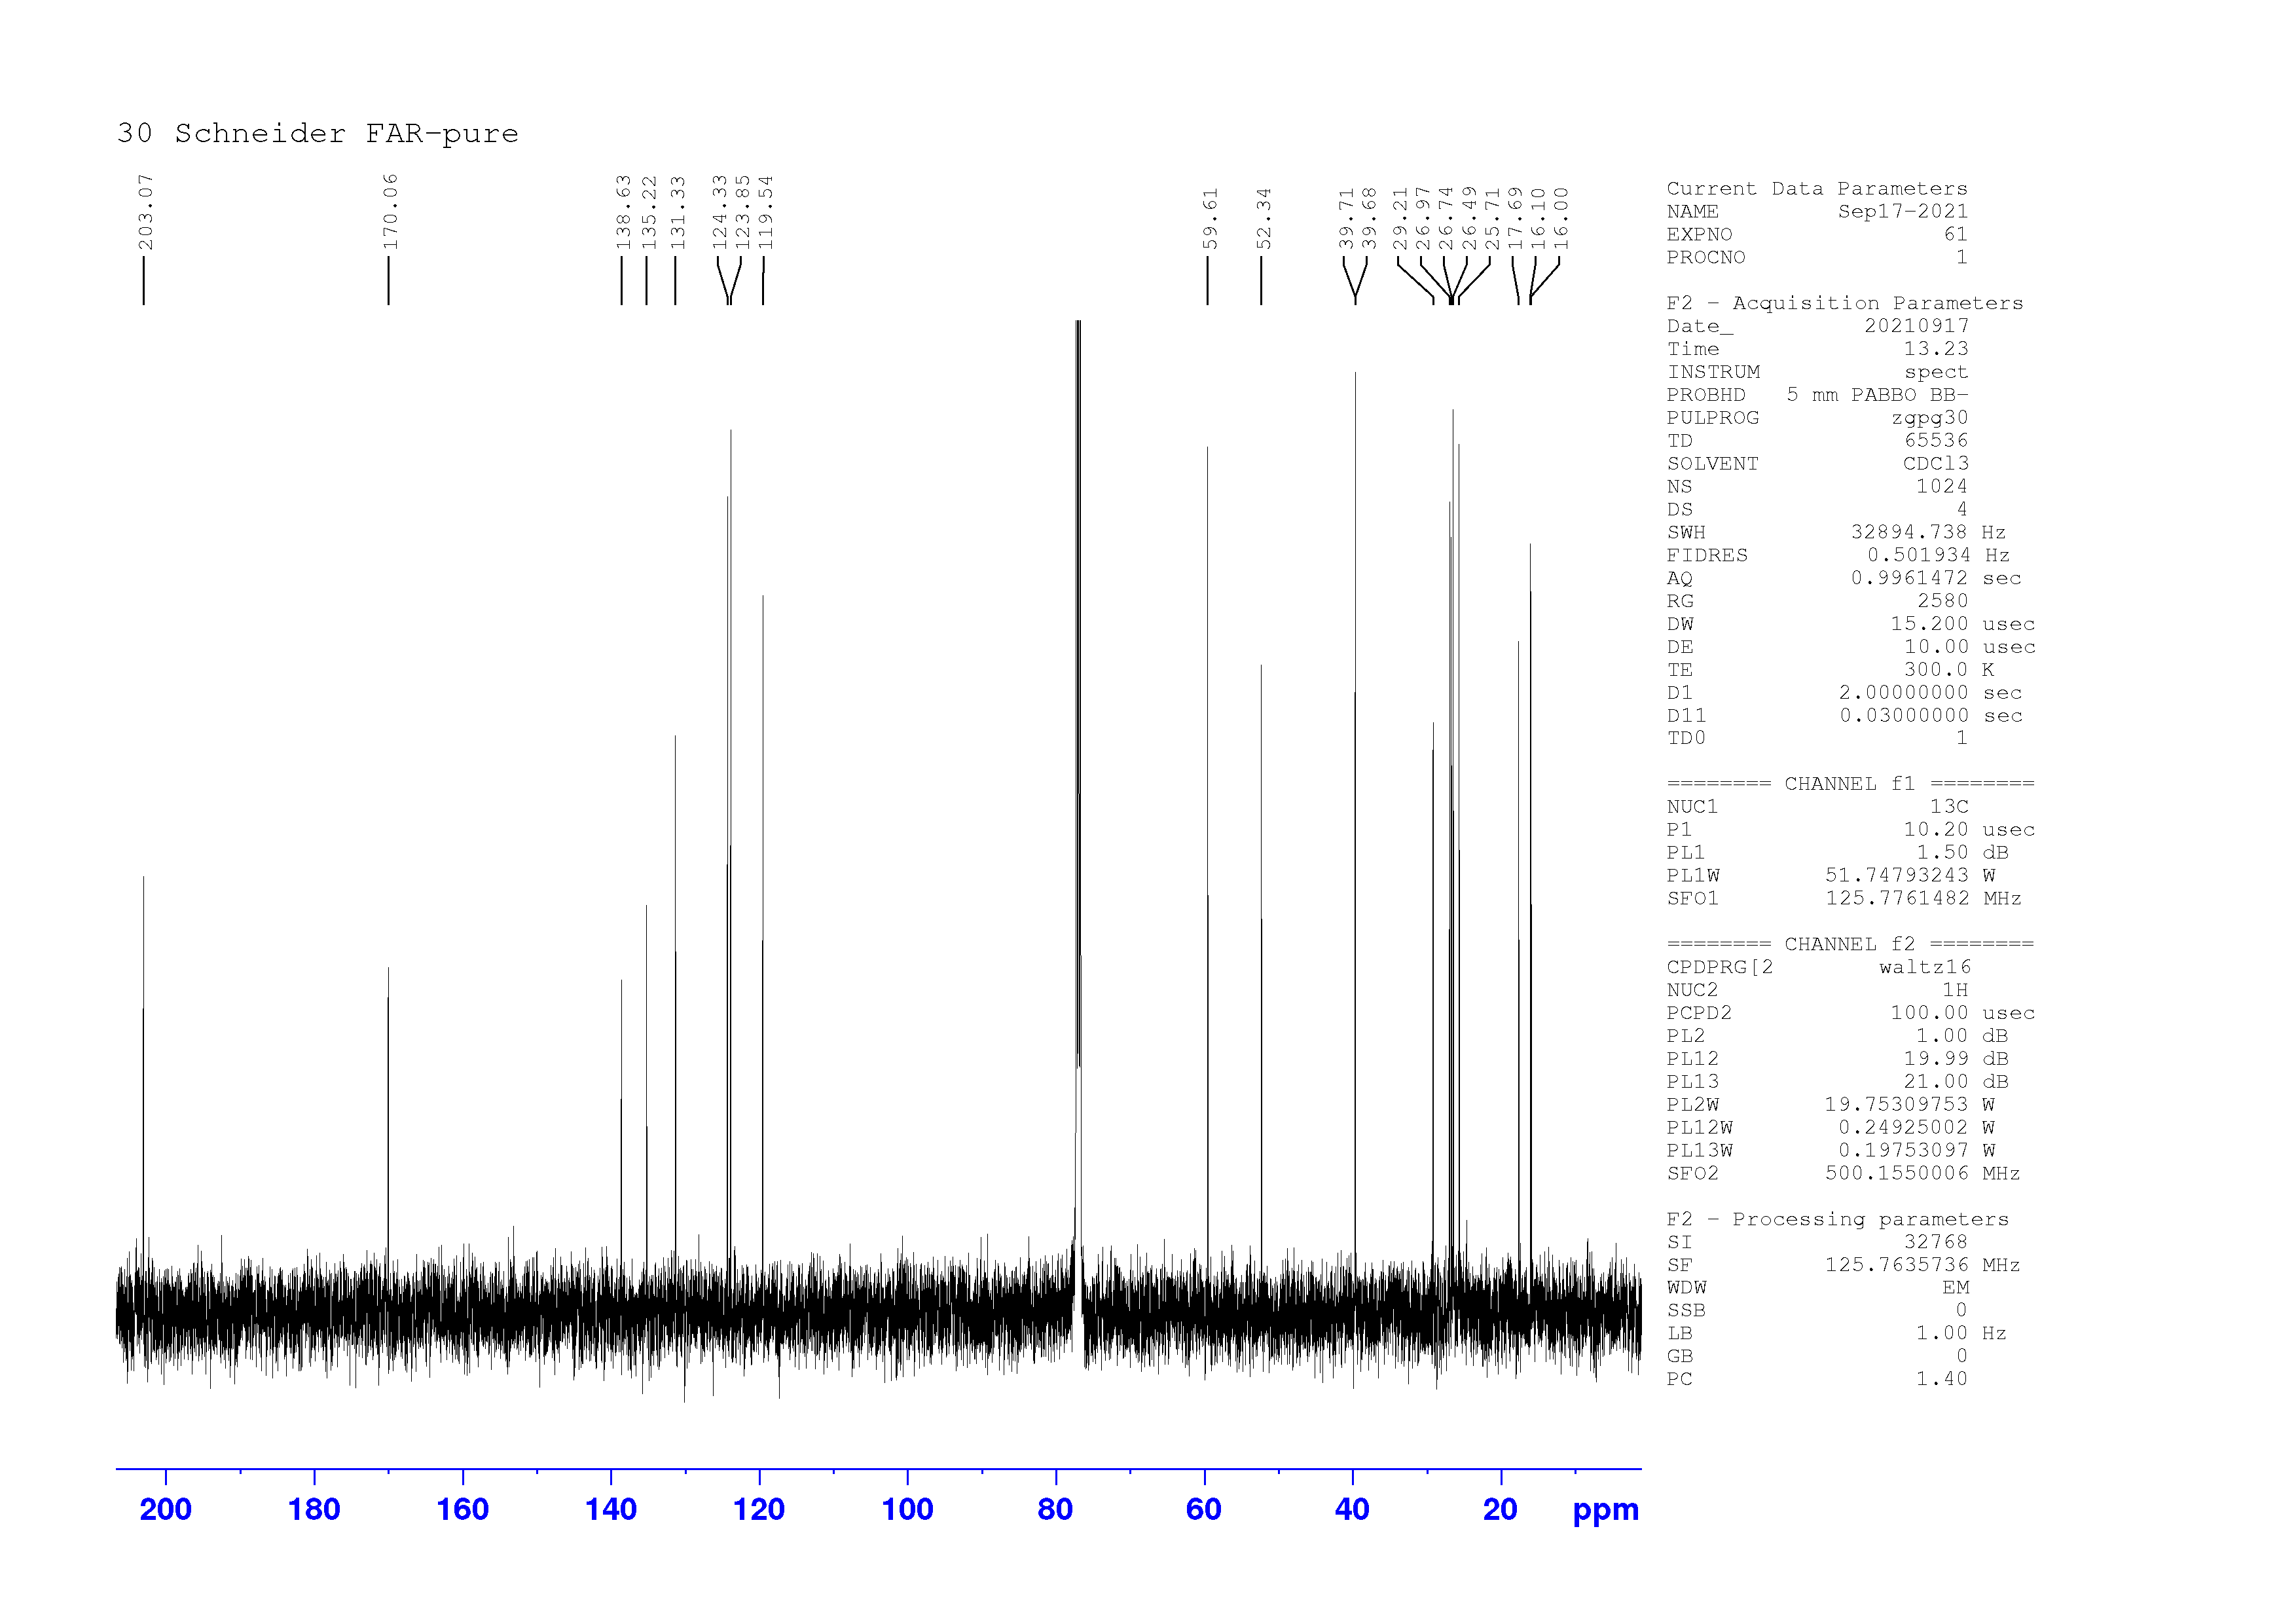 30 Schneider FAR-pure
203.07
170.06
138.63
135.22
131.33
124.33
123.85
119.54
59.61
52.34
39.71
39.68
29.21
26.97
26.74
26.49
25.71
17.69
16.10
16.00
200 180 160 140 120 100 80 60 40 20 ppm
Current Data Parameters
NAME Sep17-2021
EXPNO 61
PROCNO 1
F2 - Acquisition Parameters
Date_ 20210917
Time 13.23
INSTRUM spect
PROBHD 5 mm PABBO BB-
PULPROG zgpg30
TD 65536
SOLVENT CDCl3
NS 1024
DS 4
SWH 32894.738 Hz
FIDRES 0.501934 Hz
AQ 0.9961472 sec
RG 2580
DW 15.200 usec
DE 10.00 usec
TE 300.0 K
D1 2.00000000 sec
D11 0.03000000 sec
TD0 1
======== CHANNEL f1 ========
NUC1 13C
P1 10.20 usec
PL1 1.50 dB
PL1W 51.74793243 W
SFO1 125.7761482 MHz
======== CHANNEL f2 ========
CPDPRG[2 waltz16
NUC2 1H
PCPD2 100.00 usec
PL2 1.00 dB
PL12 19.99 dB
PL13 21.00 dB
PL2W 19.75309753 W
PL12W 0.24925002 W
PL13W 0.19753097 W
SFO2 500.1550006 MHz
F2 - Processing parameters
SI 32768
SF 125.7635736 MHz
WDW EM
SSB 0
LB 1.00 Hz
GB 0
PC 1.40